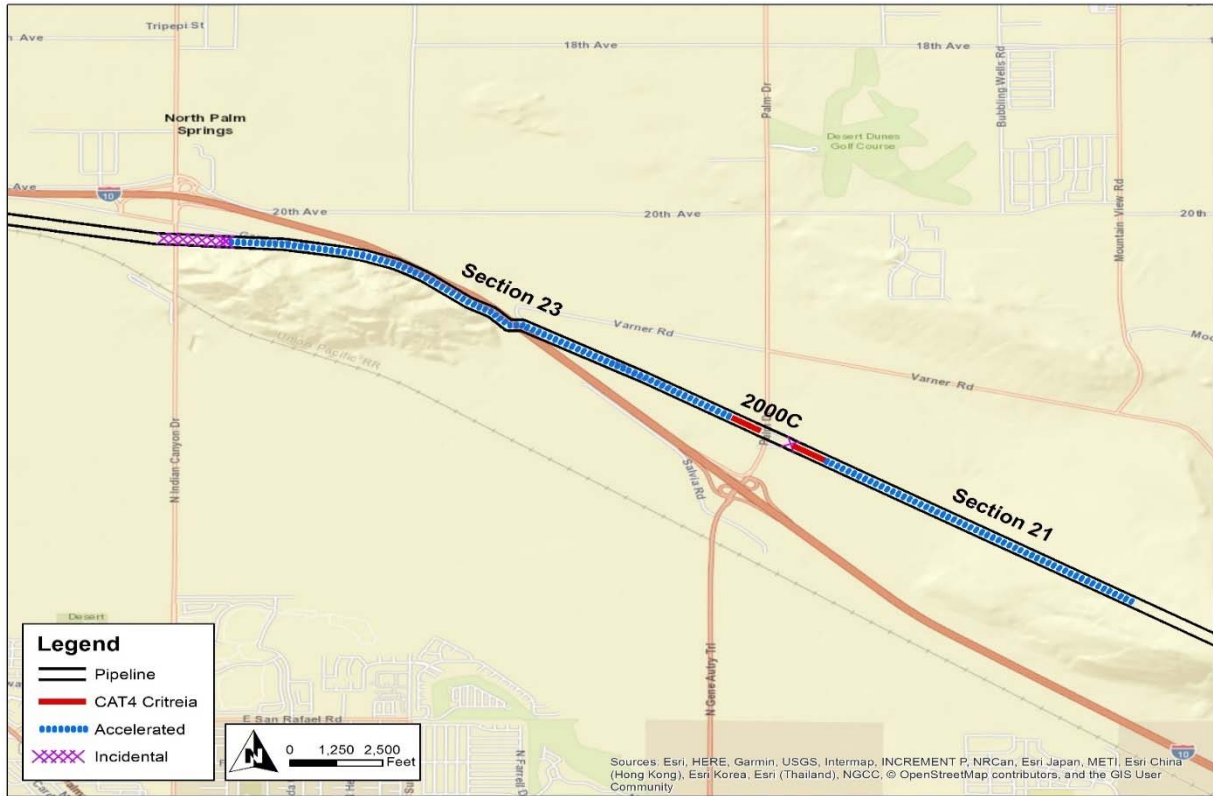 Tripepi St
18th Ave
18th Ave
Palm Dr
Bubbling Wells Rd
North Palm
Springs
Desert Dunes
Golf Course
Mountain View Rd
Ave
10
20th Ave
20th Ave
20th
Section 23
Varner Rd
Union Pacific RR
Varner Rd
N Indian Canyon Dr
2000C
Salvia Rd
Section 21
Desert
N Gene Autry Trl
Legend
Pipeline
CAT4 Critreia
Accelerated
Incidental
E San Rafael Rd
N
0 1,250 2,500
Feet
N Farrell D
10
Sources: Esri, HERE, Garmin, USGS, Intermap, INCREMENT P, NRCan, Esri Japan, METI, Esri China
(Hong Kong), Esri Korea, Esri (Thailand), NGCC, © OpenStreetMap contributors, and the GIS User
Community